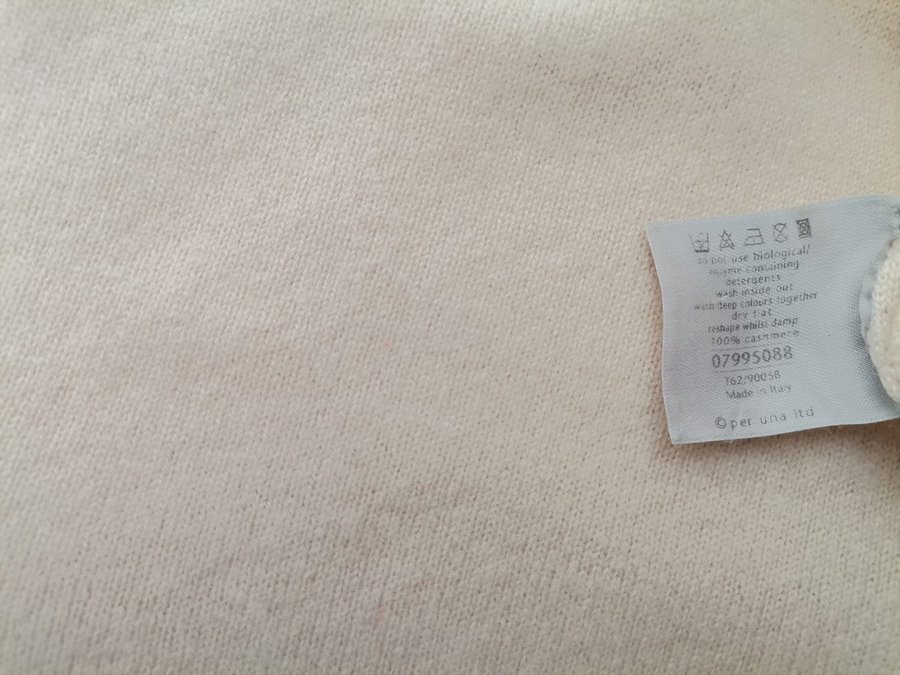 do not use biological/
enzyme containing
detergents
wash inside out
wash deep colours together
dry flat
reshape whilst damp
100% cashmere
07995088
T62/9005B
Made in Italy
©per una ltd